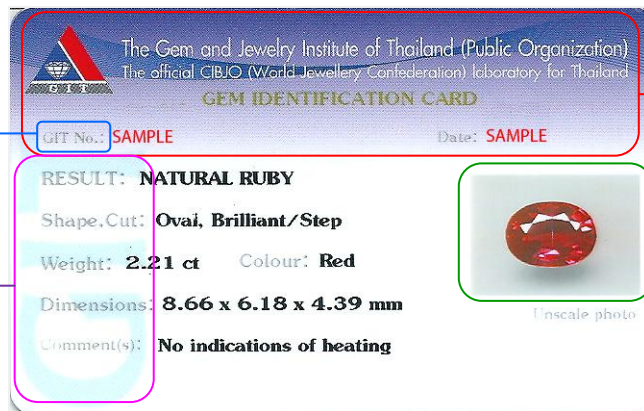 The Gem and Jewelry Institute of Thailand (Public Organization)
The official CIBJO (World Jewellery Confederation) laboratory for Thailand
GIT
GEM IDENTIFICATION CARD
GIT No.: SAMPLE Date: SAMPLE
RESULT: NATURAL RUBY
Shape,Cut: Oval, Brilliant/Step
Weight: 2.21 ct Colour: Red
Dimensions: 8.66 x 6.18 x 4.39 mm
Unscale photo
Comment(s): No indications of heating
GIT